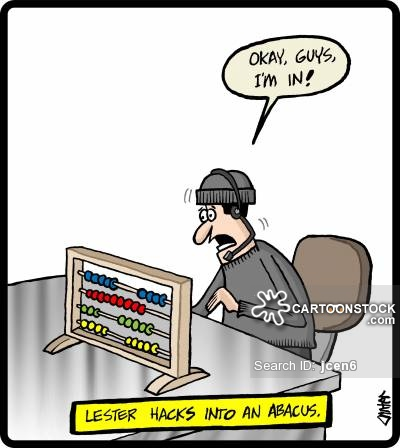 OKAY, GUYS,
I'M IN!
CARTOONSTOCK
.com
Search ID: jcen6
LESTER HACKS INTO AN ABACUS.